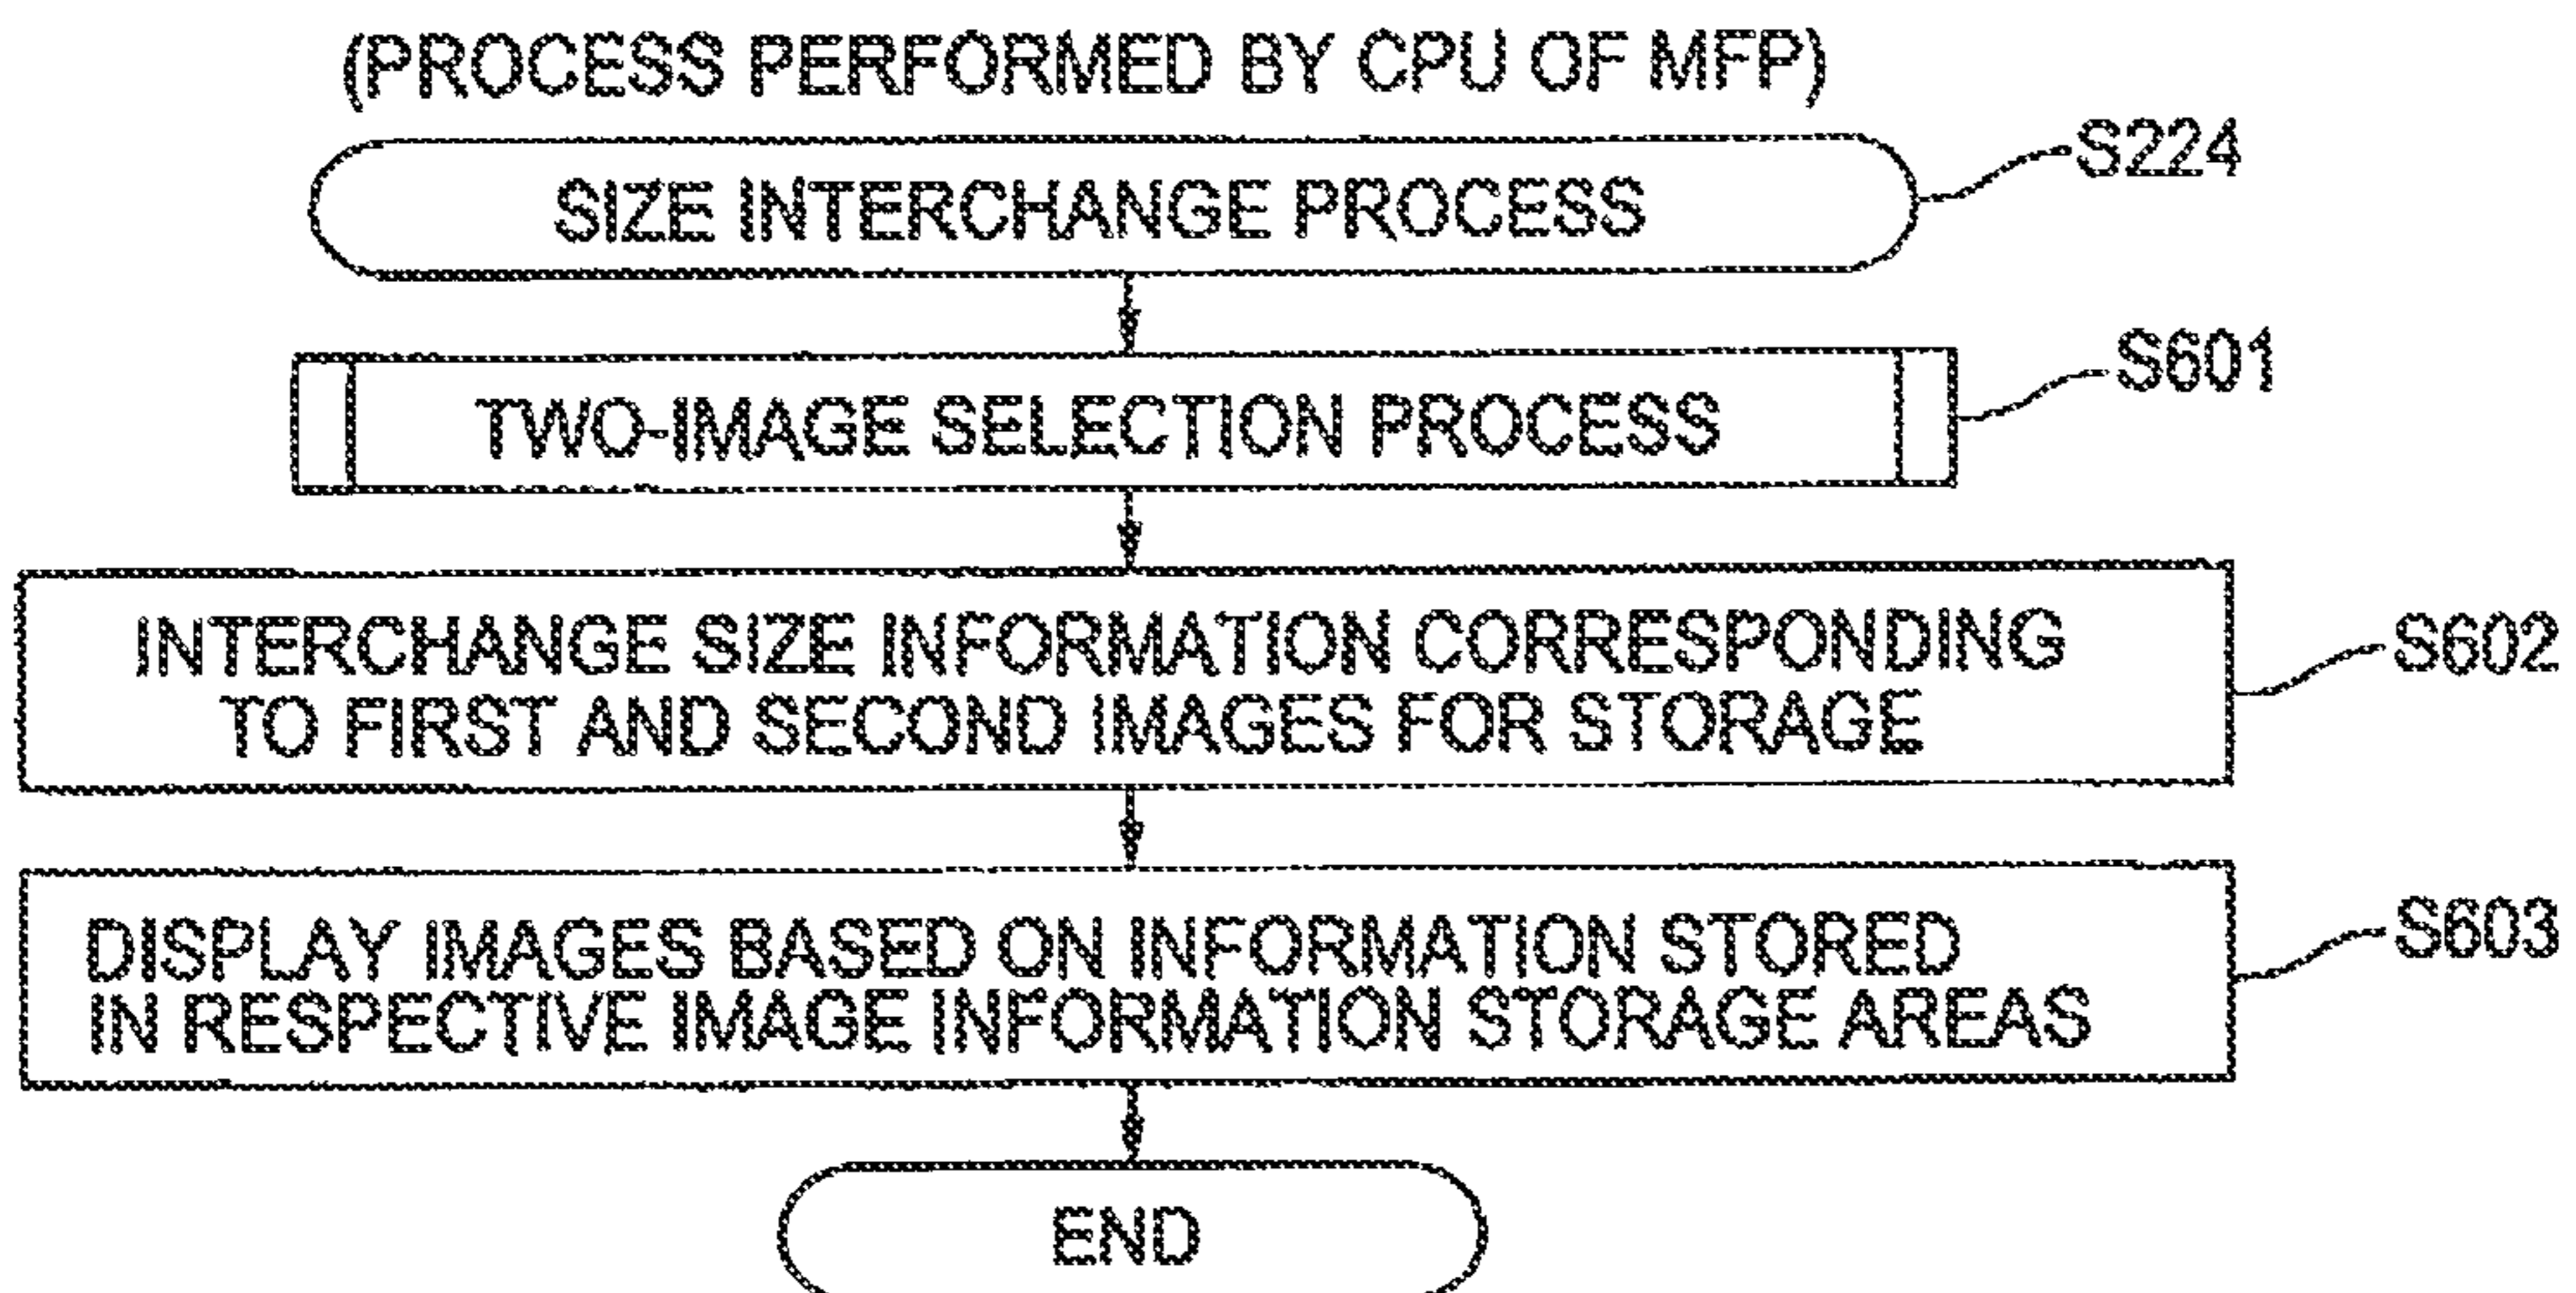 (PROCESS PERFORMED BY CPU OF MFP)
SIZE INTERCHANGE PROCESS
S224
TWO-IMAGE SELECTION PROCESS
S601
INTERCHANGE SIZE INFORMATION CORRESPONDING
TO FIRST AND SECOND IMAGES FOR STORAGE
S602
DISPLAY IMAGES BASED ON INFORMATION STORED
IN RESPECTIVE IMAGE INFORMATION STORAGE AREAS
S603
END